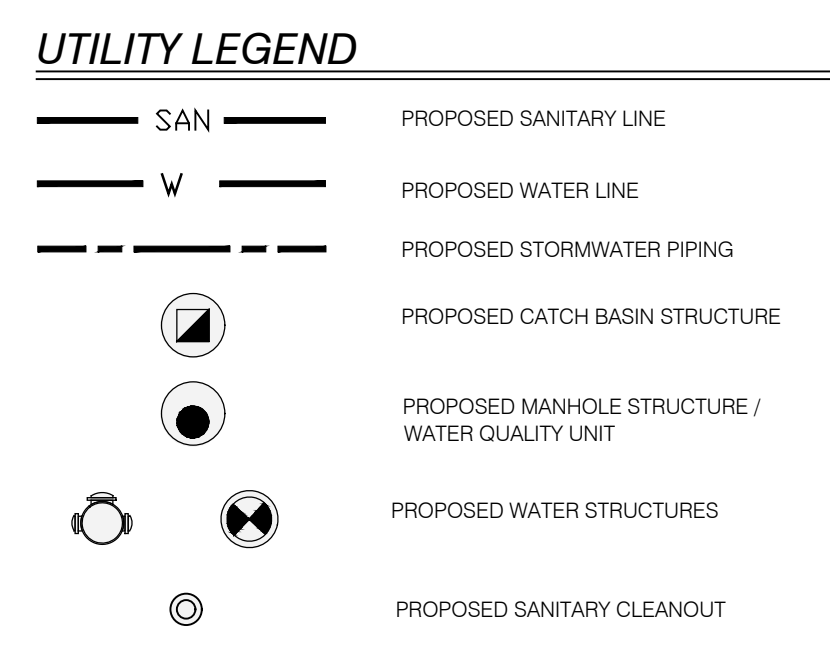 UTILITY LEGEND
SAN PROPOSED SANITARY LINE
W PROPOSED WATER LINE
PROPOSED STORMWATER PIPING
PROPOSED CATCH BASIN STRUCTURE
PROPOSED MANHOLE STRUCTURE /
WATER QUALITY UNIT
PROPOSED WATER STRUCTURES
PROPOSED SANITARY CLEANOUT